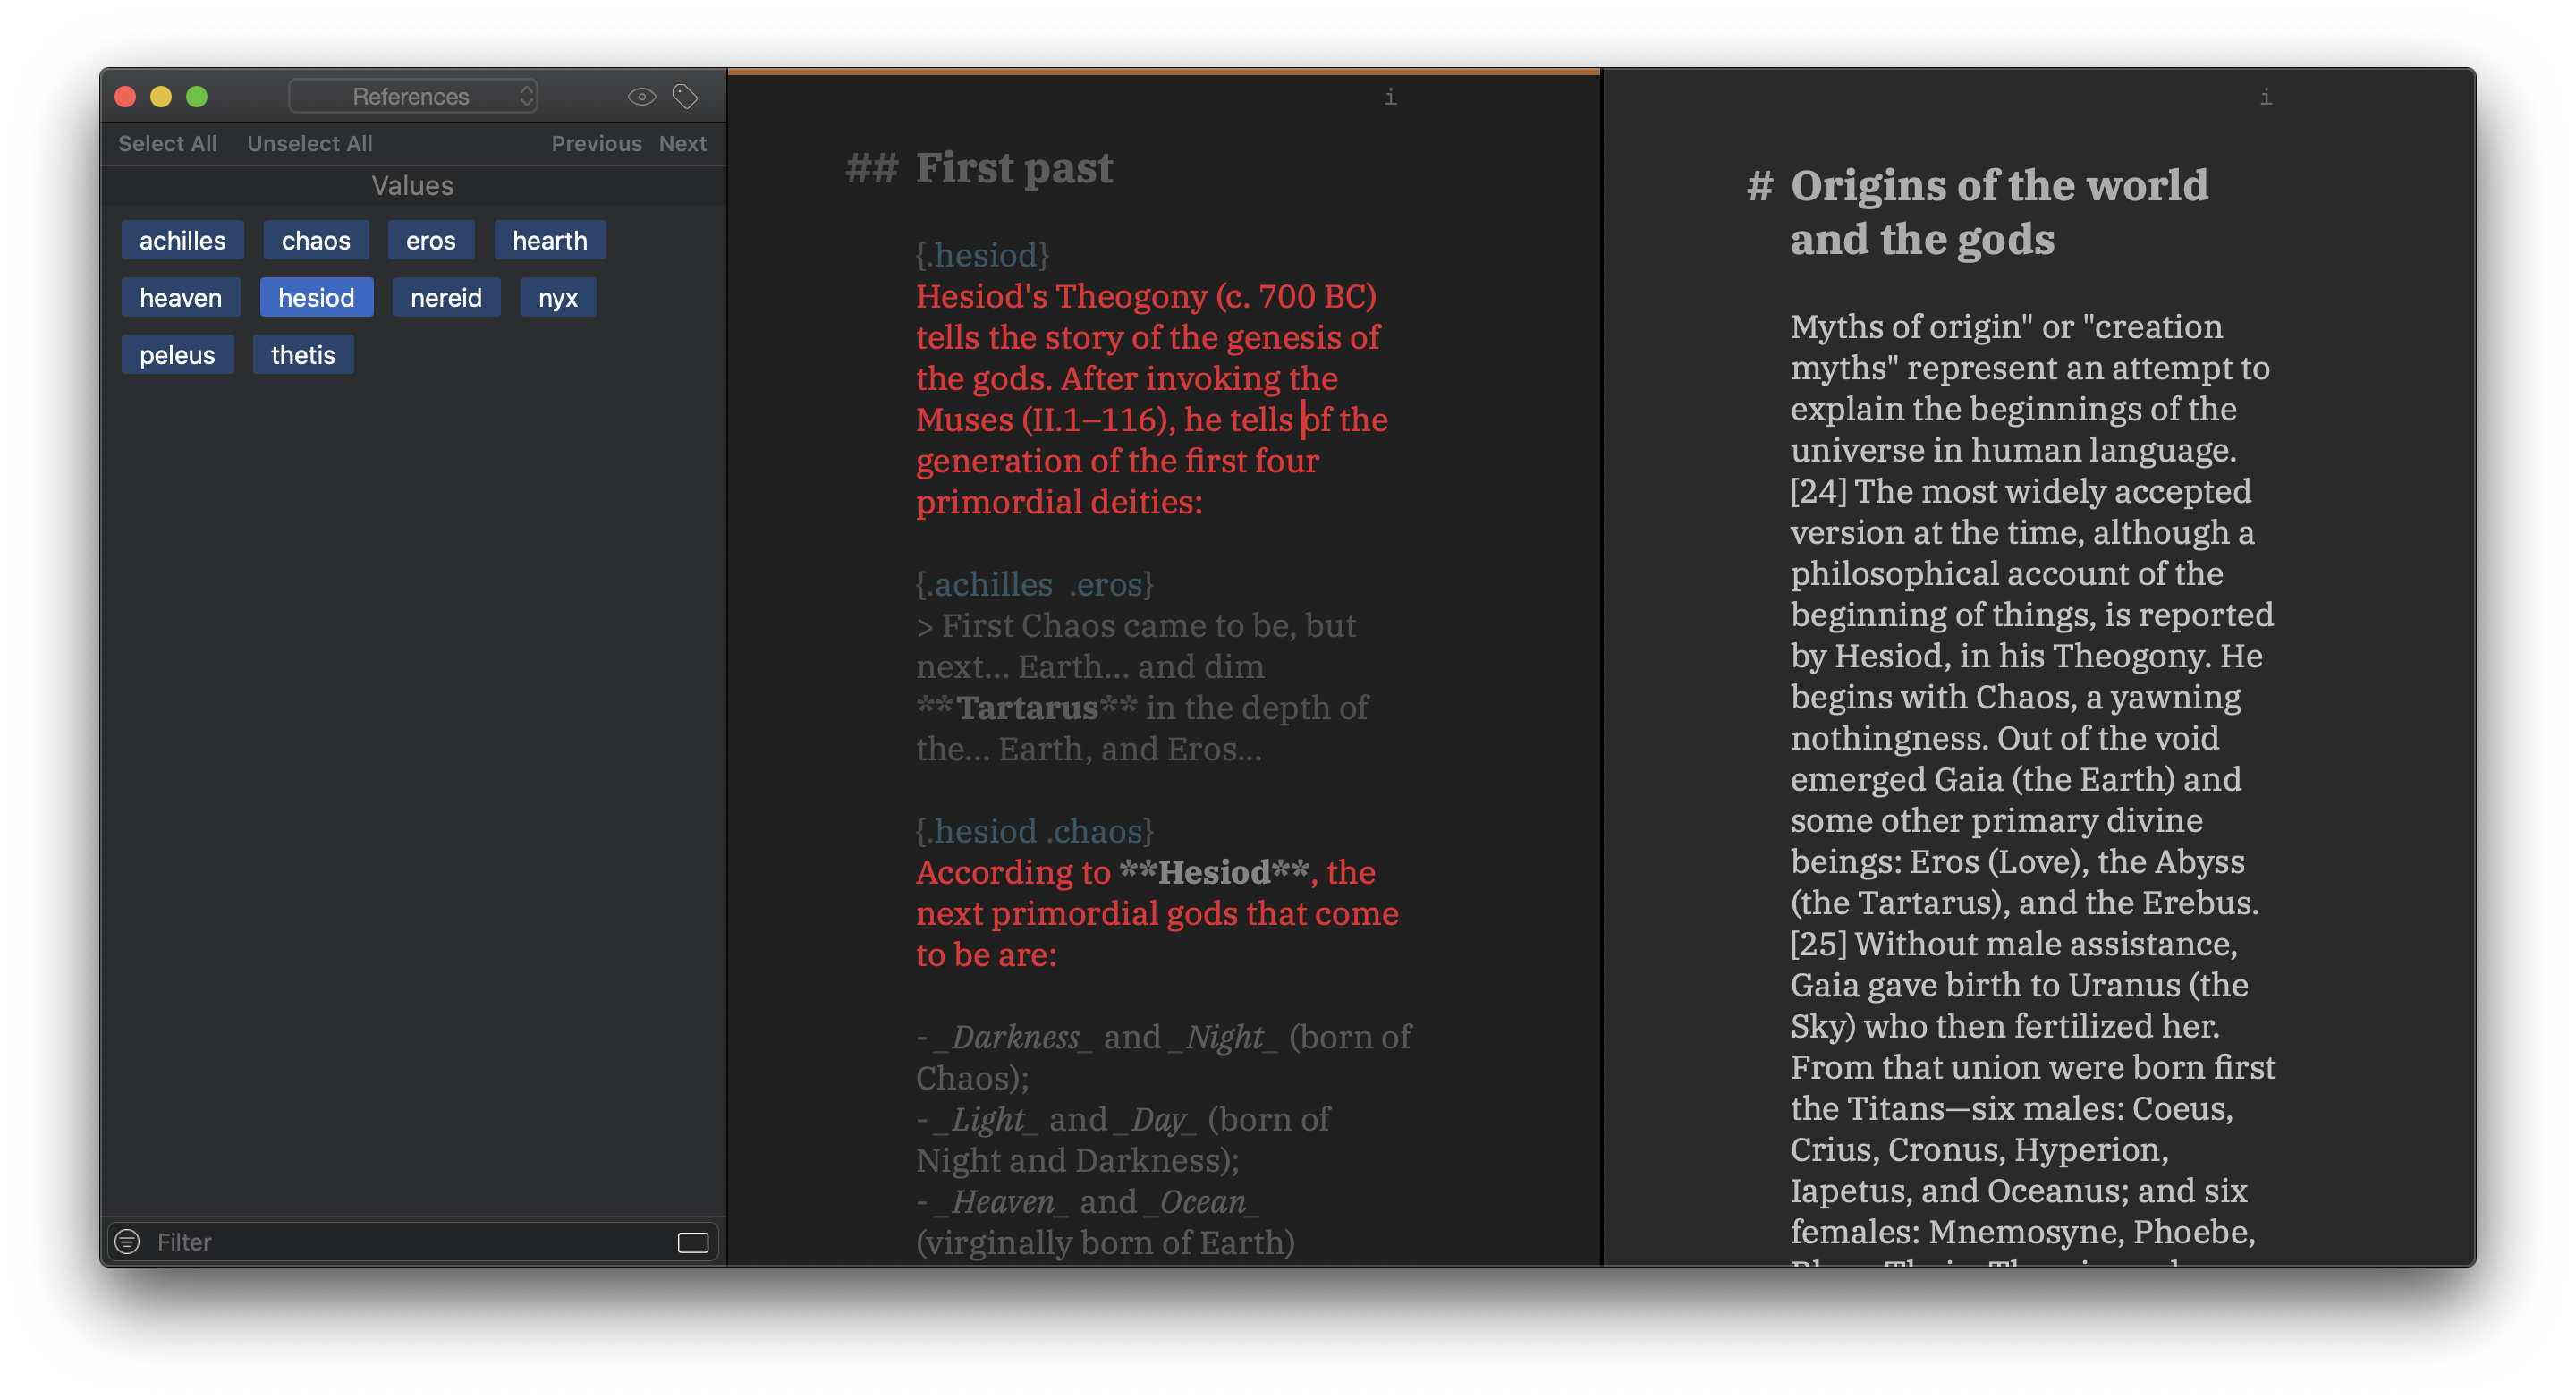 References
Select All Unselect All Previous Next
Values
achilles chaos eros hearth
heaven hesiod nereid nyx
peleus thetis
Filter
i
## First past
{.hesiod}
Hesiod's Theogony (c. 700 BC)
tells the story of the genesis of
the gods. After invoking the
Muses (II.1–116), he tells of the
generation of the first four
primordial deities:
{.achilles  .eros}
> First Chaos came to be, but
next... Earth... and dim
**Tartarus** in the depth of
the... Earth, and Eros...
{.hesiod .chaos}
According to **Hesiod**, the
next primordial gods that come
to be are:
- _Darkness_ and _Night_ (born of
Chaos);
- _Light_ and _Day_ (born of
Night and Darkness);
- _Heaven_ and _Ocean_
(virginally born of Earth)
i
# Origins of the world
and the gods
Myths of origin" or "creation
myths" represent an attempt to
explain the beginnings of the
universe in human language.
[24] The most widely accepted
version at the time, although a
philosophical account of the
beginning of things, is reported
by Hesiod, in his Theogony. He
begins with Chaos, a yawning
nothingness. Out of the void
emerged Gaia (the Earth) and
some other primary divine
beings: Eros (Love), the Abyss
(the Tartarus), and the Erebus.
[25] Without male assistance,
Gaia gave birth to Uranus (the
Sky) who then fertilized her.
From that union were born first
the Titans—six males: Coeus,
Crius, Cronus, Hyperion,
Iapetus, and Oceanus; and six
females: Mnemosyne, Phoebe,